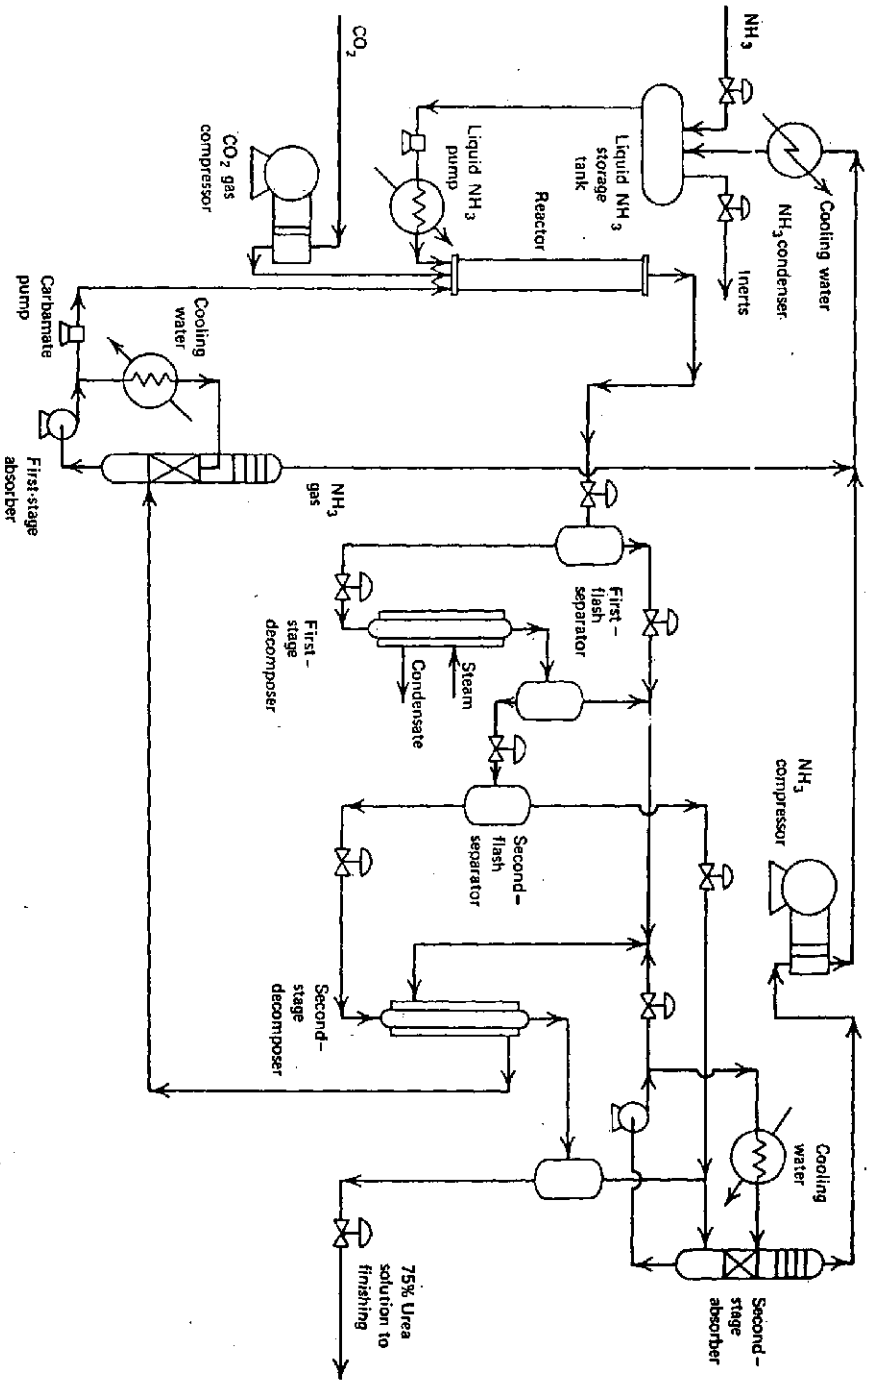 NH3
Cooling water
NH3 condenser
Liquid NH3
storage
tank
Inerts
CO2
Liquid NH3
pump
Reactor
CO2 gas
compressor
Cooling
water
Carbamate
pump
First-stage
absorber
NH3
gas
First-
flash
separator
First-
stage
decomposer
Steam
Condensate
Second-
flash
separator
NH3
compressor
Second-
stage
decomposer
Cooling
water
Second-
stage
absorber
75% Urea
solution to
finishing